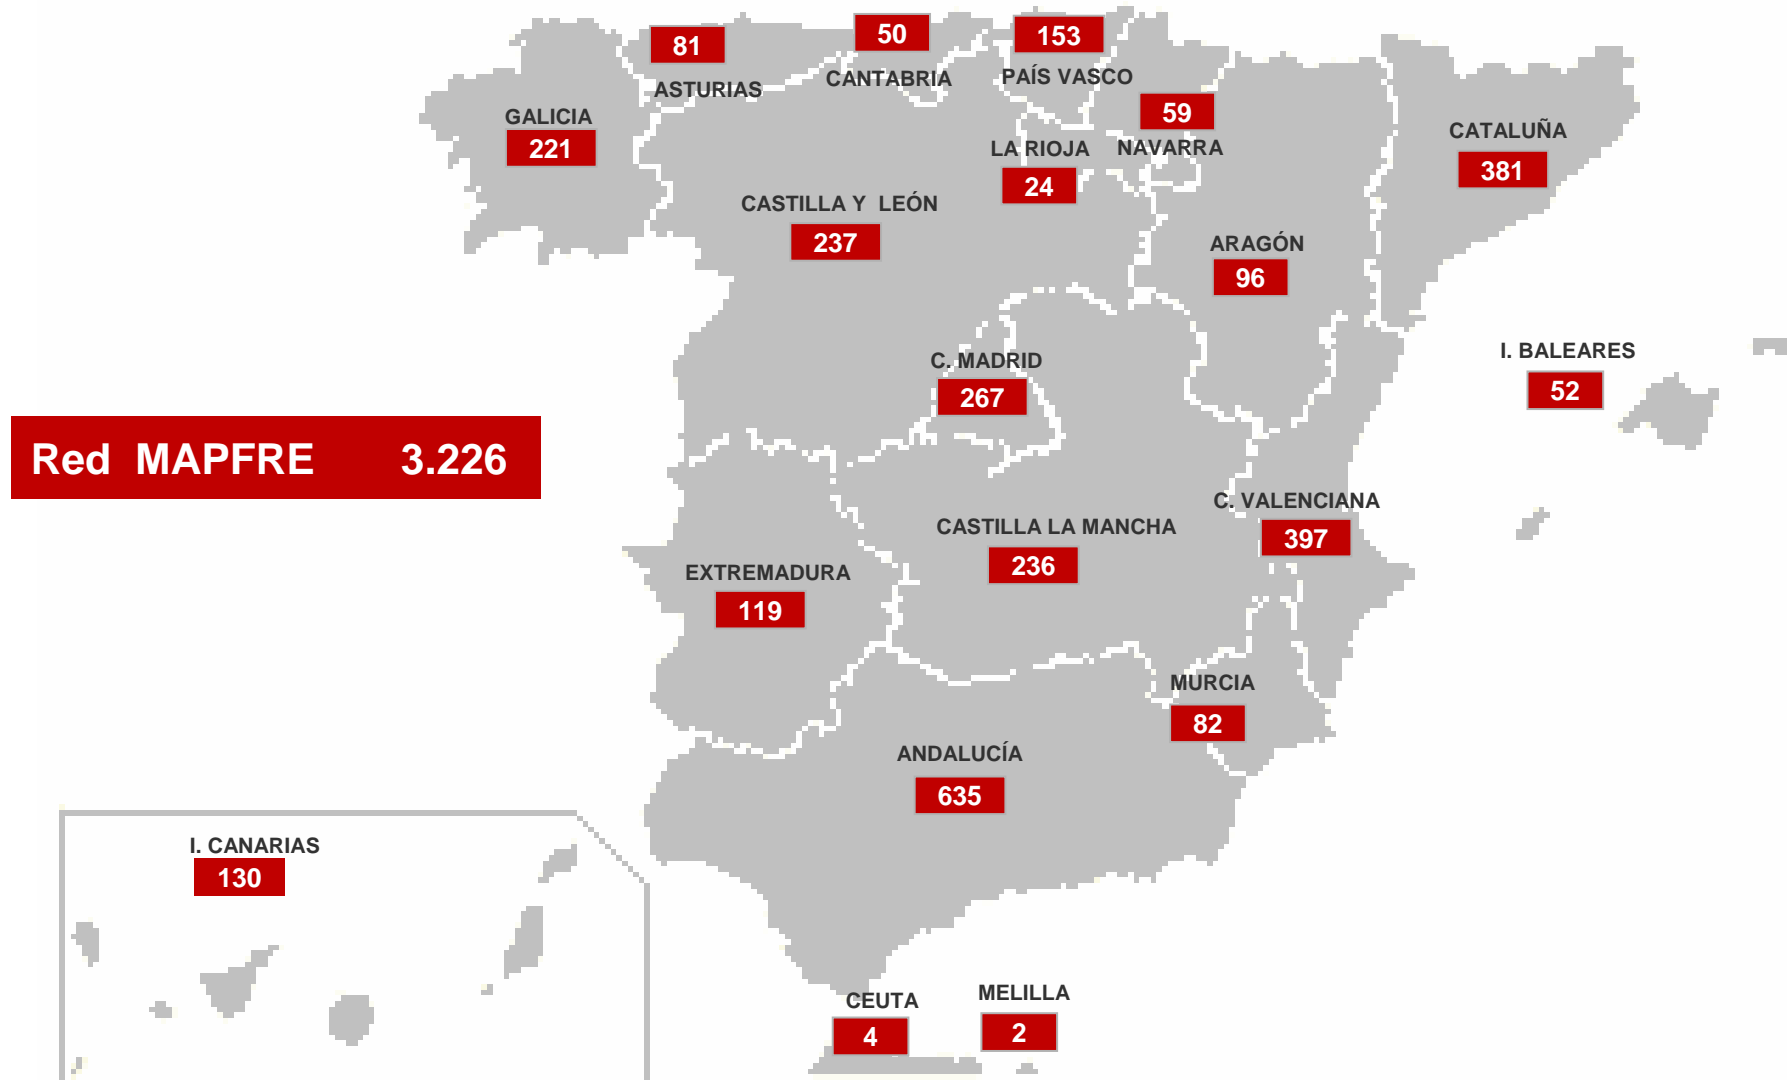 81
ASTURIAS
50
CANTABRIA
153
PAÍS VASCO
59
NAVARRA
GALICIA
221
LA RIOJA
24
CATALUÑA
381
CASTILLA Y  LEÓN
237
ARAGÓN
96
C. MADRID
267
I. BALEARES
52
Red  MAPFRE      3.226
C. VALENCIANA
397
CASTILLA LA MANCHA
236
EXTREMADURA
119
MURCIA
82
ANDALUCÍA
635
I. CANARIAS
130
CEUTA
4
MELILLA
2